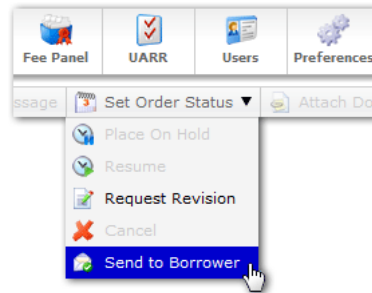 Fee Panel UARR Users Preferences
ssage Set Order Status ▼ Attach Do
Place On Hold
Resume
Request Revision
Cancel
Send to Borrower